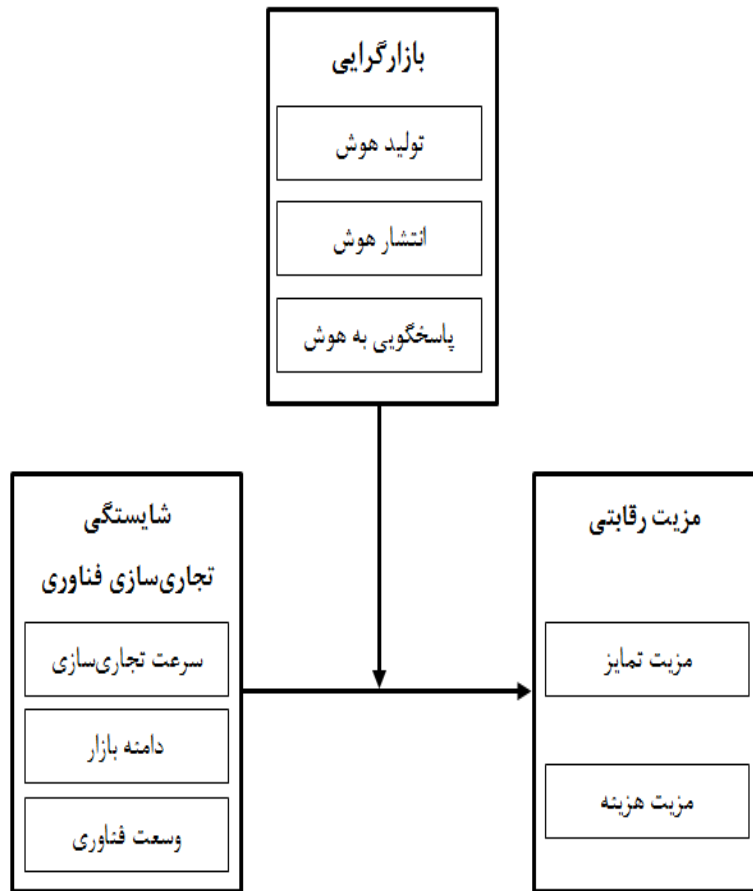 بازارگرایی
تولید هوش
انتشار هوش
پاسخگویی به هوش
شایستگی
تجاری‌سازی فناوری
سرعت تجاری‌سازی
دامنه بازار
وسعت فناوری
مزیت رقابتی
مزیت تمایز
مزیت هزینه